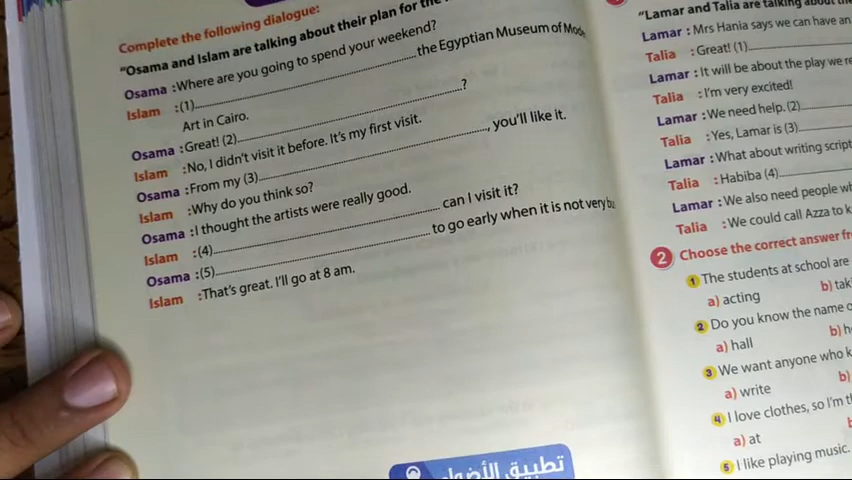 Complete the following dialogue:
"Osama and Islam are talking about their plan for the
Osama : Where are you going to spend your weekend?
Islam : (1)........................ the Egyptian Museum of Mode
Art in Cairo.
Osama : Great! (2)........................?
Islam : No, I didn't visit it before. It's my first visit.
Osama : From my (3)........................, you'll like it.
Islam : Why do you think so?
Osama : I thought the artists were really good.
Islam : (4)........................ can I visit it?
Osama : (5)........................ to go early when it is not very bu
Islam : That's great. I'll go at 8 am.
تطبيق الأضواء
"Lamar and Talia are talking about
Lamar : Mrs Hania says we can have an
Talia : Great! (1)
Lamar : It will be about the play we re
Talia : I'm very excited!
Lamar : We need help. (2)
Talia : Yes, Lamar is (3)
Lamar : What about writing script
Talia : Habiba (4)
Lamar : We also need people wh
Talia : We could call Azza to k
2 Choose the correct answer fr
1 The students at school are
a) acting b) tak
2 Do you know the name o
a) hall b) h
3 We want anyone who k
a) write b)
4 I love clothes, so I'm t
a) at
5 I like playing music.